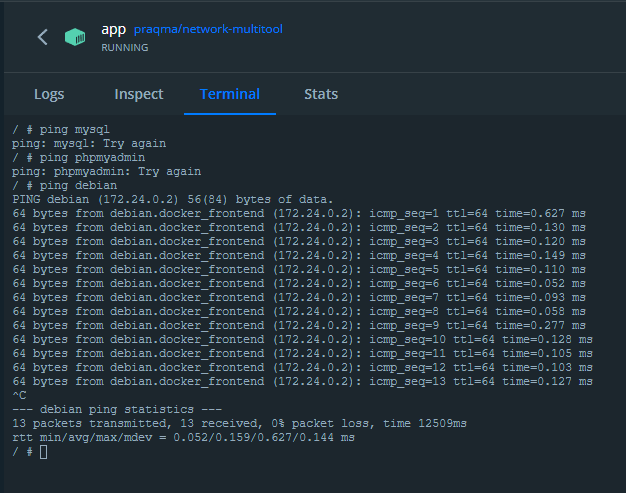 app praqma/network-multitool
RUNNING
Logs Inspect Terminal Stats
/ # ping mysql
ping: mysql: Try again
/ # ping phpmyadmin
ping: phpmyadmin: Try again
/ # ping debian
PING debian (172.24.0.2) 56(84) bytes of data.
64 bytes from debian.docker_frontend (172.24.0.2): icmp_seq=1 ttl=64 time=0.627 ms
64 bytes from debian.docker_frontend (172.24.0.2): icmp_seq=2 ttl=64 time=0.130 ms
64 bytes from debian.docker_frontend (172.24.0.2): icmp_seq=3 ttl=64 time=0.120 ms
64 bytes from debian.docker_frontend (172.24.0.2): icmp_seq=4 ttl=64 time=0.149 ms
64 bytes from debian.docker_frontend (172.24.0.2): icmp_seq=5 ttl=64 time=0.110 ms
64 bytes from debian.docker_frontend (172.24.0.2): icmp_seq=6 ttl=64 time=0.052 ms
64 bytes from debian.docker_frontend (172.24.0.2): icmp_seq=7 ttl=64 time=0.093 ms
64 bytes from debian.docker_frontend (172.24.0.2): icmp_seq=8 ttl=64 time=0.058 ms
64 bytes from debian.docker_frontend (172.24.0.2): icmp_seq=9 ttl=64 time=0.277 ms
64 bytes from debian.docker_frontend (172.24.0.2): icmp_seq=10 ttl=64 time=0.128 ms
64 bytes from debian.docker_frontend (172.24.0.2): icmp_seq=11 ttl=64 time=0.105 ms
64 bytes from debian.docker_frontend (172.24.0.2): icmp_seq=12 ttl=64 time=0.103 ms
64 bytes from debian.docker_frontend (172.24.0.2): icmp_seq=13 ttl=64 time=0.127 ms
^C
--- debian ping statistics ---
13 packets transmitted, 13 received, 0% packet loss, time 12509ms
rtt min/avg/max/mdev = 0.052/0.159/0.627/0.144 ms
/ #